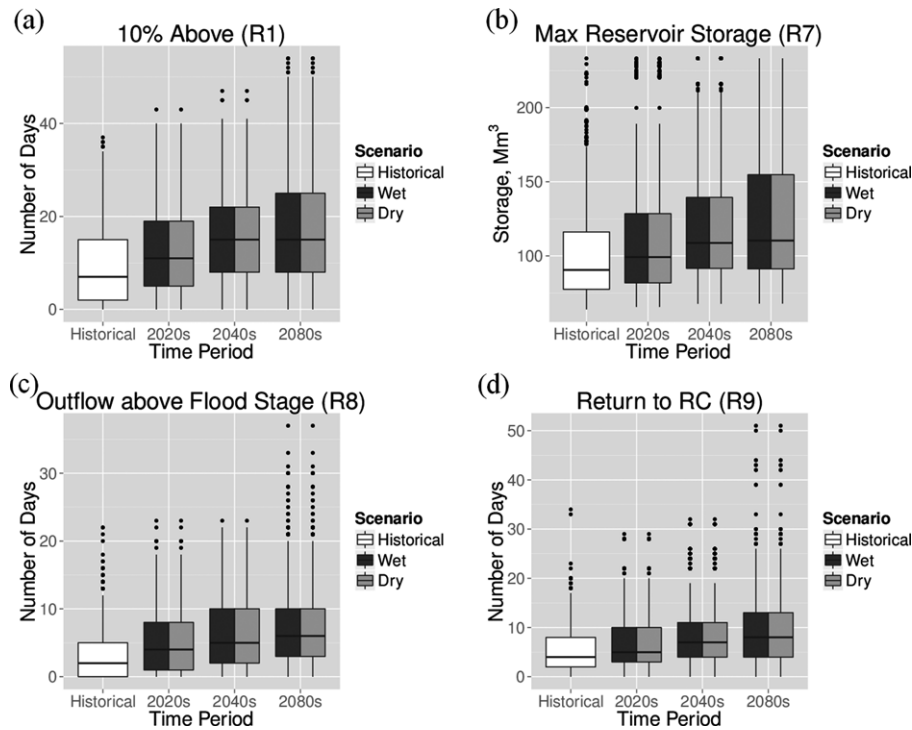 (a)
10% Above (R1)
Number of Days
40
20
0
Historical 2020s 2040s 2080s
Time Period
Scenario
Historical
Wet
Dry
(b)
Max Reservoir Storage (R7)
Storage, Mm³
200
150
100
Historical 2020s 2040s 2080s
Time Period
Scenario
Historical
Wet
Dry
(c)
Outflow above Flood Stage (R8)
Number of Days
30
20
10
0
Historical 2020s 2040s 2080s
Time Period
Scenario
Historical
Wet
Dry
(d)
Return to RC (R9)
Number of Days
50
40
30
20
10
0
Historical 2020s 2040s 2080s
Time Period
Scenario
Historical
Wet
Dry